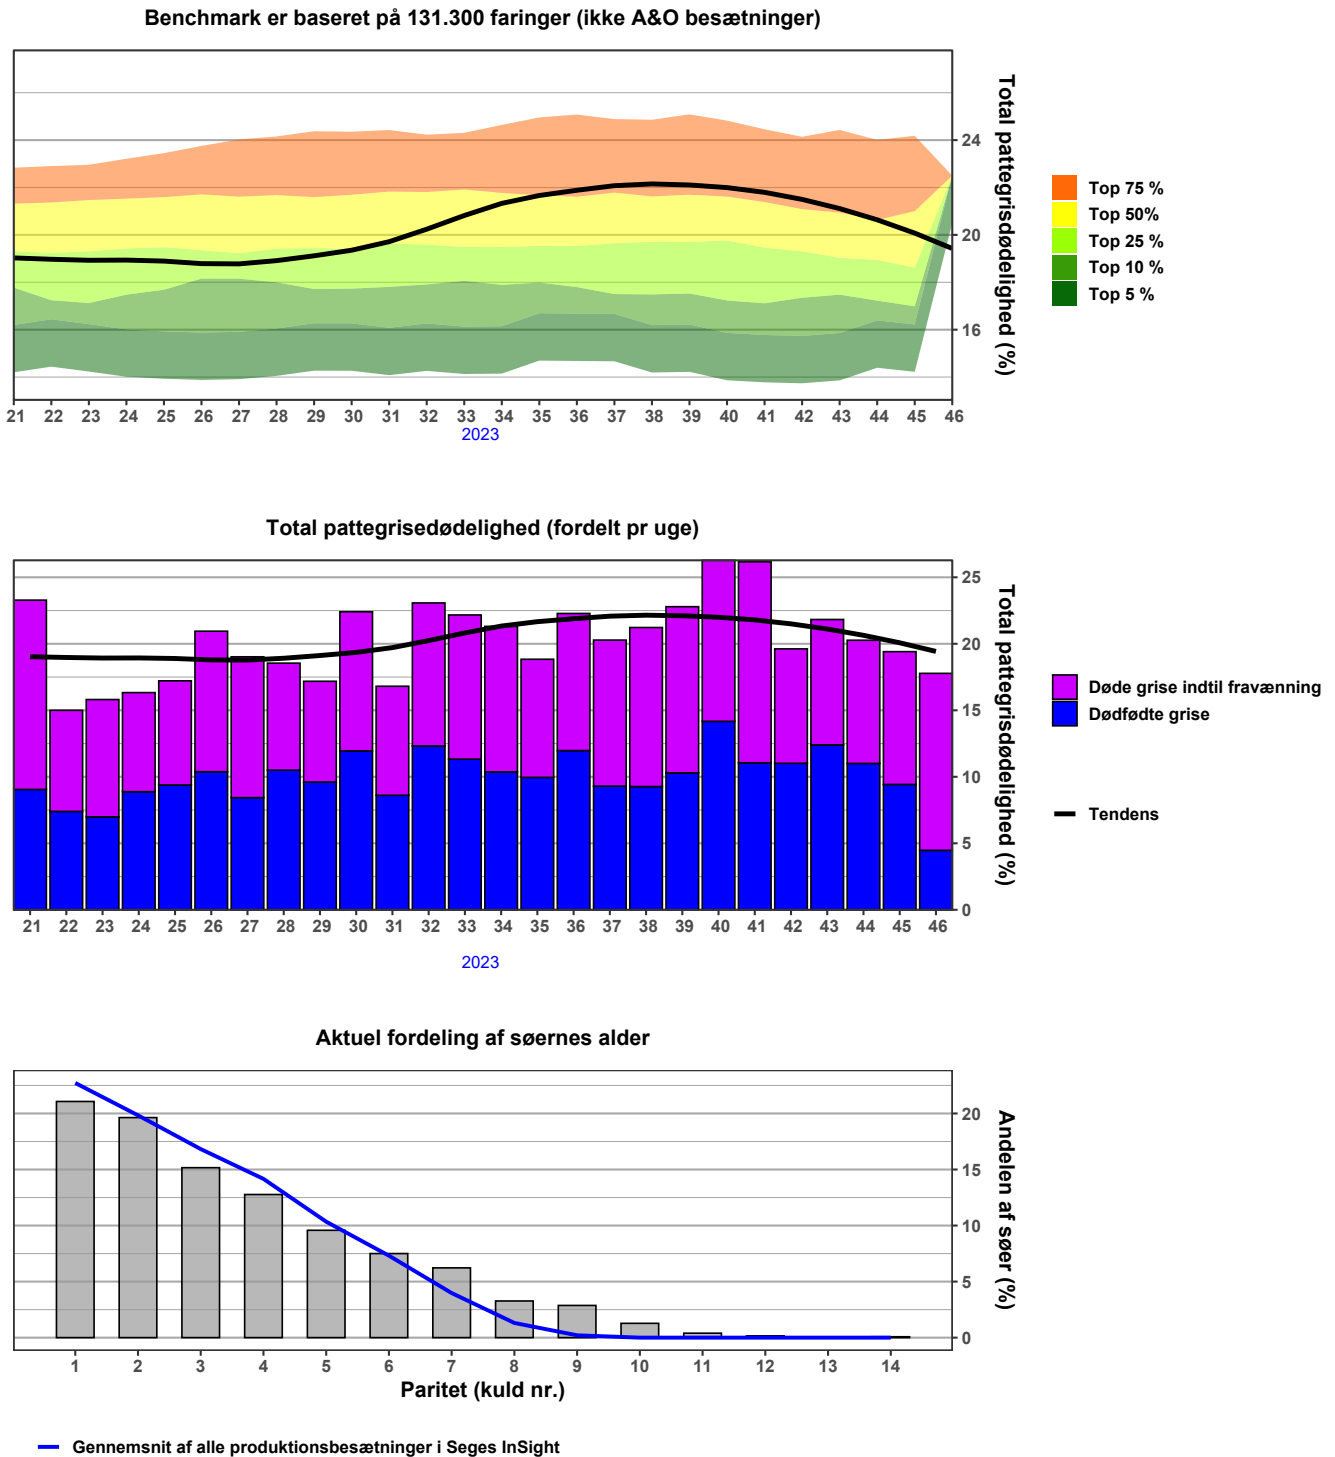 Benchmark er baseret på 131.300 faringer (ikke A&O besætninger)
24
20
16
Total pattegrisdødelighed (%)
21 22 23 24 25 26 27 28 29 30 31 32 33 34 35 36 37 38 39 40 41 42 43 44 45 46
2023
Top 75 %
Top 50%
Top 25 %
Top 10 %
Top 5 %
Total pattegrisedødelighed (fordelt pr uge)
25
20
15
10
5
0
Total pattegrisdødelighed (%)
21 22 23 24 25 26 27 28 29 30 31 32 33 34 35 36 37 38 39 40 41 42 43 44 45 46
2023
Døde grise indtil fravænning
Dødfødte grise
Tendens
Aktuel fordeling af søernes alder
20
15
10
5
0
Andelen af søer (%)
1 2 3 4 5 6 7 8 9 10 11 12 13 14
Paritet (kuld nr.)
Gennemsnit af alle produktionsbesætninger i Seges InSight